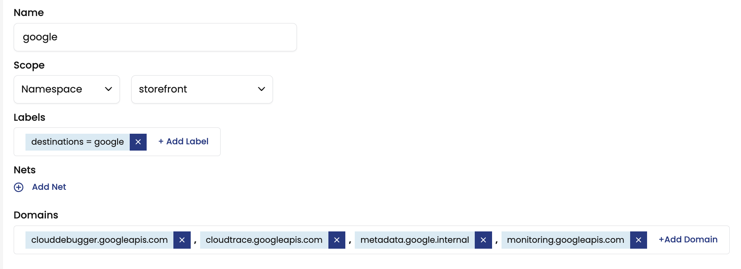 Name
google
Scope
Namespace storefront
Labels
destinations = google × + Add Label
Nets
Add Net
Domains
clouddebugger.googleapis.com × , cloudtrace.googleapis.com × , metadata.google.internal × , monitoring.googleapis.com × +Add Domain